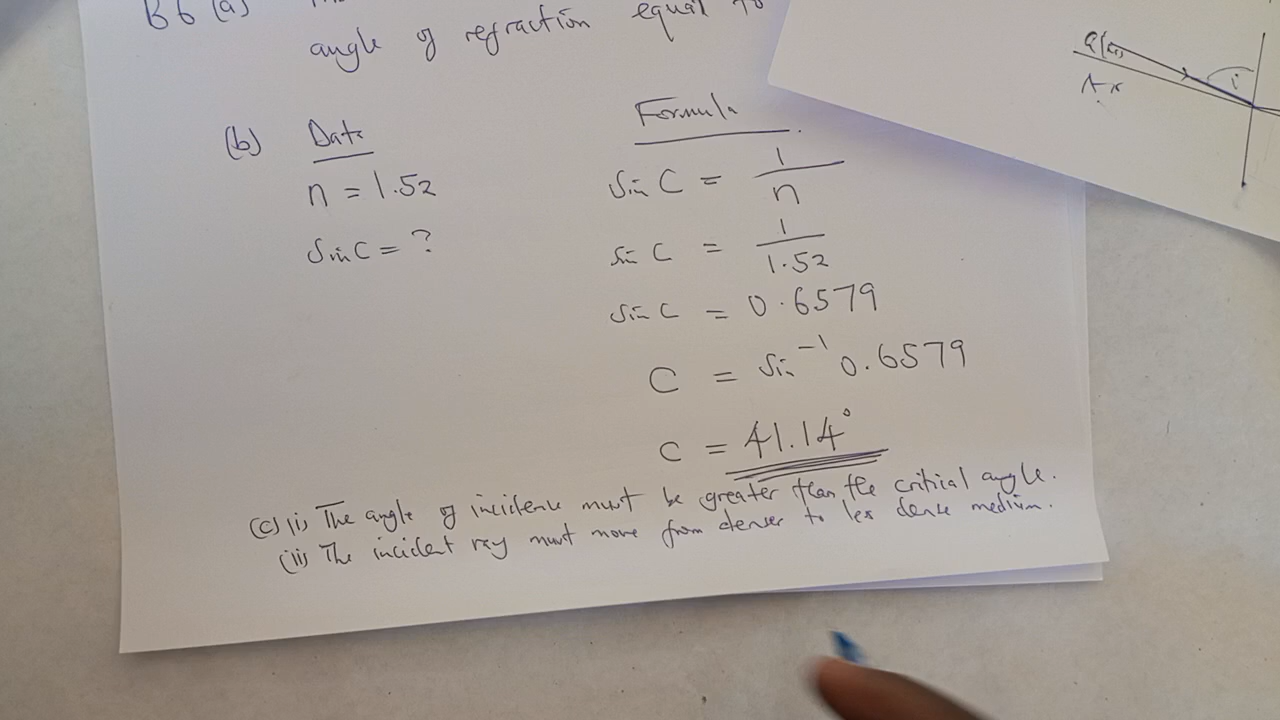 B6 (a)
angle of refraction equal to
(b) Data
n = 1.52
Sin C = ?
Formula
Sin C = 1/n
Sin C = 1/1.52
Sin C = 0.6579
C = Sin⁻¹ 0.6579
C = 41.14°
(c) (i) The angle of incidence must be greater than the critical angle.
(ii) The incident ray must move from denser to less dense medium.
i